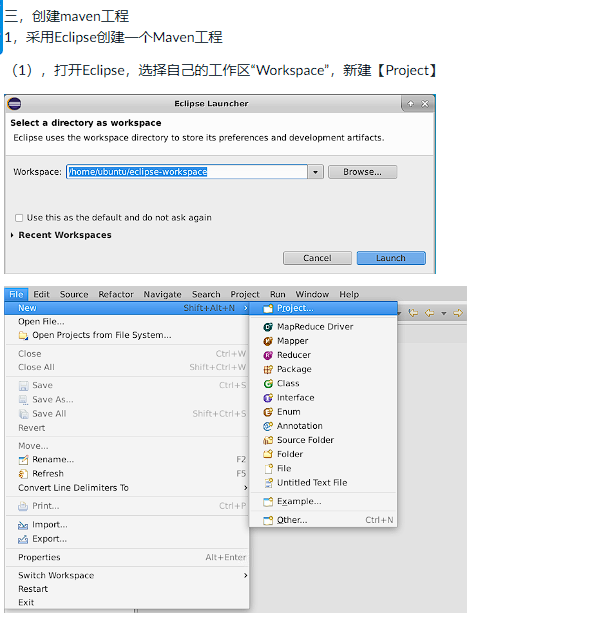 三，创建maven工程
1，采用Eclipse创建一个Maven工程
（1），打开Eclipse，选择自己的工作区“Workspace”，新建【Project】
Eclipse Launcher
Select a directory as workspace
Eclipse uses the workspace directory to store its preferences and development artifacts.
Workspace: /home/ubuntu/eclipse-workspace Browse...
Use this as the default and do not ask again
Recent Workspaces
Cancel Launch
File Edit Source Refactor Navigate Search Project Run Window Help
New Shift+Alt+N
Open File...
Open Projects from File System...
Close Ctrl+W
Close All Shift+Ctrl+W
Save Ctrl+S
Save As...
Save All Shift+Ctrl+S
Revert
Move...
Rename... F2
Refresh F5
Convert Line Delimiters To
Print... Ctrl+P
Import...
Export...
Properties Alt+Enter
Switch Workspace
Restart
Exit
Project...
MapReduce Driver
Mapper
Reducer
Package
Class
Interface
Enum
Annotation
Source Folder
Folder
File
Untitled Text File
Example...
Other... Ctrl+N